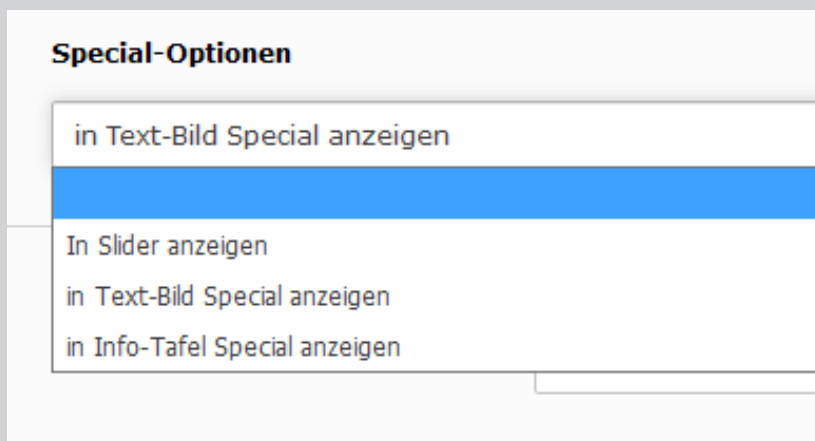 Special-Optionen
in Text-Bild Special anzeigen
In Slider anzeigen
in Text-Bild Special anzeigen
in Info-Tafel Special anzeigen